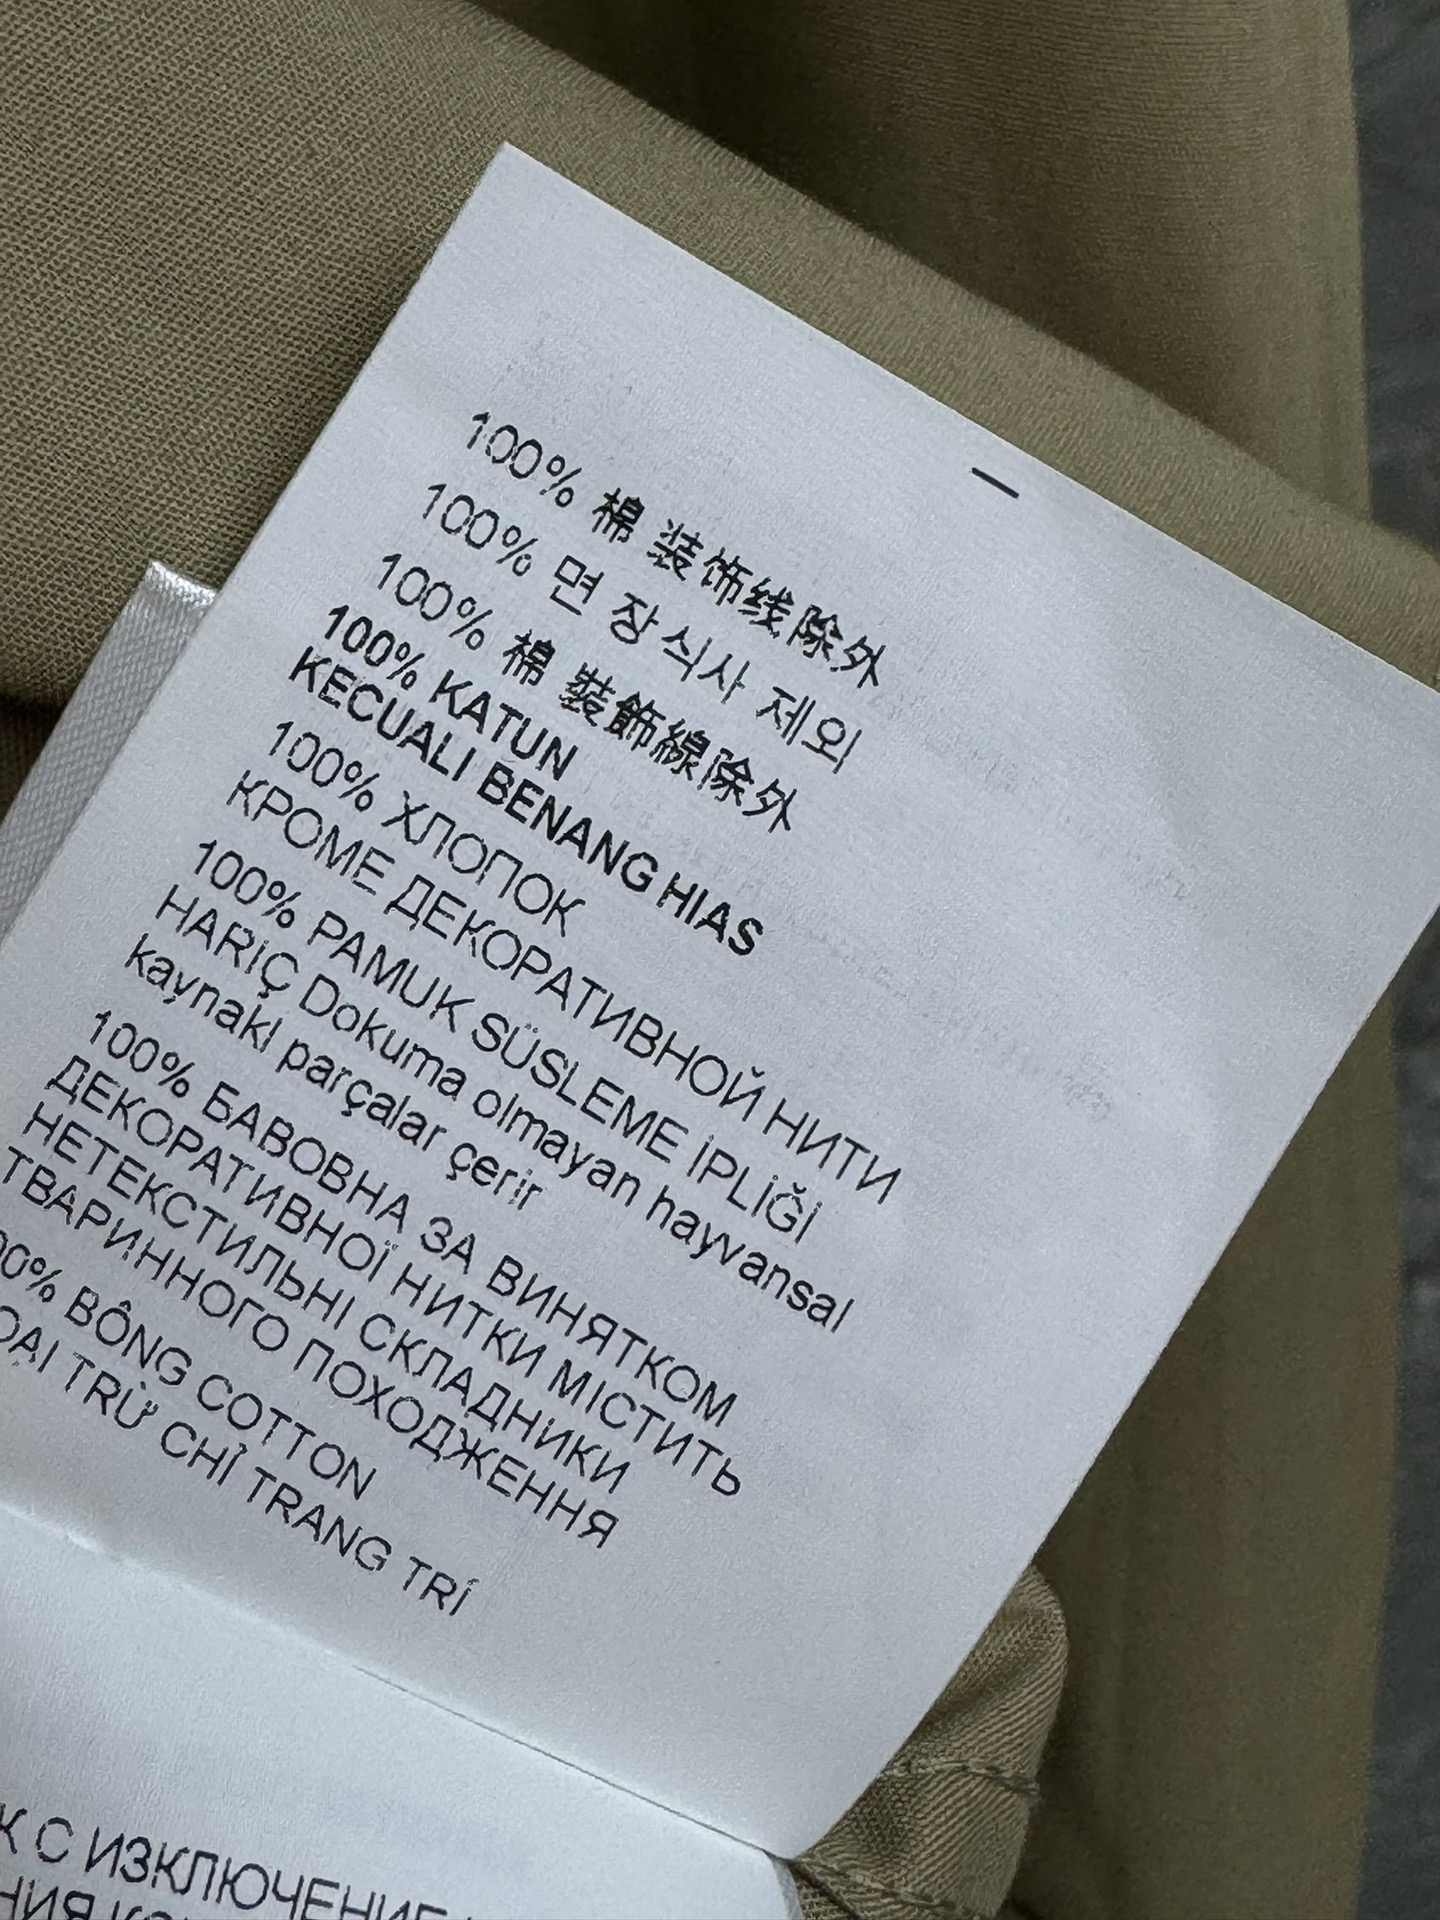 100% 棉 装饰线除外
100% 면 장식사 제외
100% 棉 裝飾線除外
100% KATUN
KECUALI BENANG HIAS
100% ХЛОПОК
КРОМЕ ДЕКОРАТИВНОЙ НИТИ
100% PAMUK SÜSLEME İPLİĞİ
HARİÇ Dokuma olmayan hayvansal
kaynakl parçalar çerir
100% БАВОВНА ЗА ВИНЯТКОМ
ДЕКОРАТИВНОЇ НИТКИ МІСТИТЬ
НЕТЕКСТИЛЬНІ СКЛАДНИКИ
ТВАРИННОГО ПОХОДЖЕННЯ
00% BÔNG COTTON
OẠI TRỪ CHỈ TRANG TRÍ
К С ИЗКЛЮЧЕНИЕ